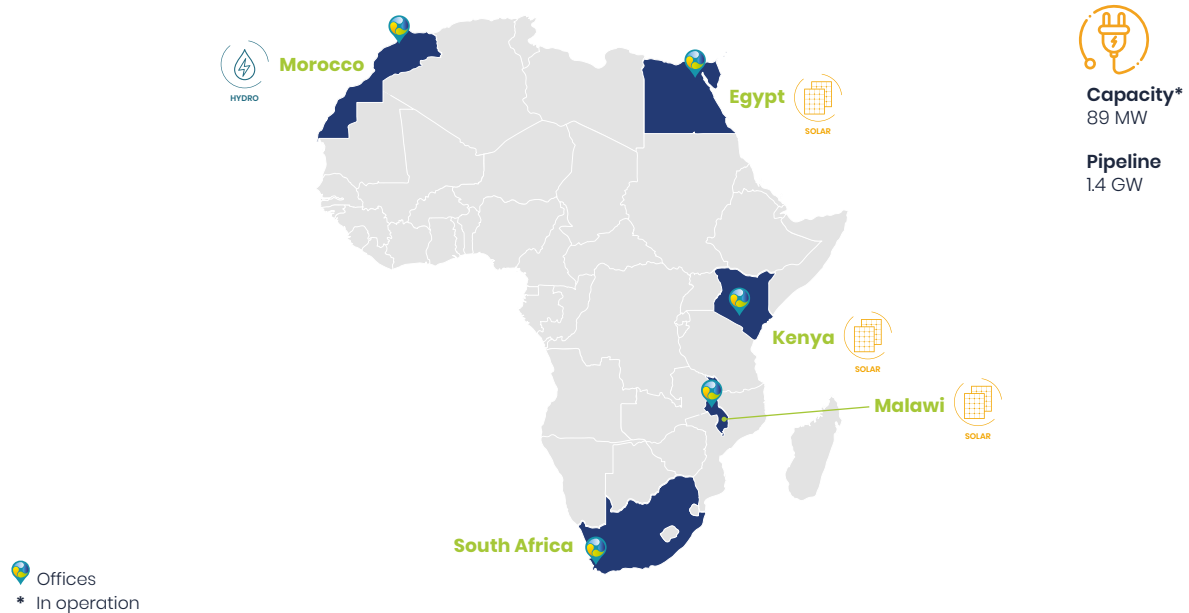 Morocco
HYDRO
Egypt
SOLAR
Capacity*
89 MW
Pipeline
1.4 GW
Kenya
SOLAR
Malawi
SOLAR
South Africa
Offices
* In operation